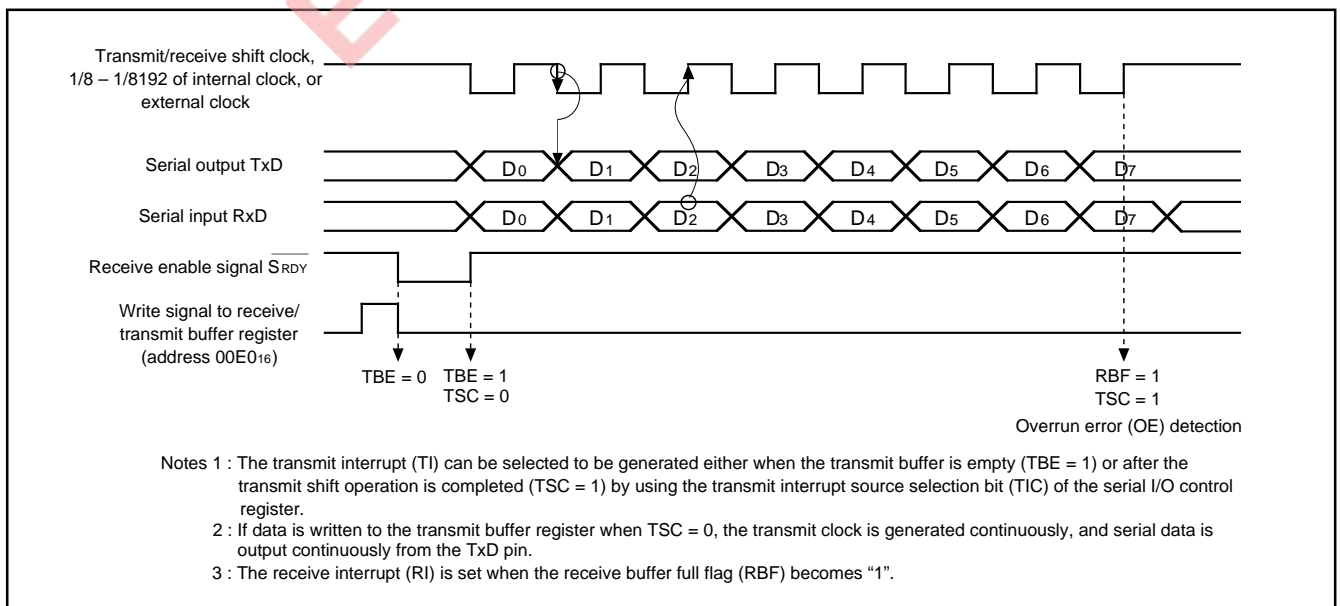 Transmit/receive shift clock,
1/8 – 1/8192 of internal clock, or
external clock
Serial output TxD
D0 D1 D2 D3 D4 D5 D6 D7
Serial input RxD
D0 D1 D2 D3 D4 D5 D6 D7
Receive enable signal SRDY
Write signal to receive/
transmit buffer register
(address 00E016)
TBE = 0
TBE = 1
TSC = 0
RBF = 1
TSC = 1
Overrun error (OE) detection
Notes 1 : The transmit interrupt (TI) can be selected to be generated either when the transmit buffer is empty (TBE = 1) or after the
transmit shift operation is completed (TSC = 1) by using the transmit interrupt source selection bit (TIC) of the serial I/O control
register.
2 : If data is written to the transmit buffer register when TSC = 0, the transmit clock is generated continuously, and serial data is
output continuously from the TxD pin.
3 : The receive interrupt (RI) is set when the receive buffer full flag (RBF) becomes “1”.